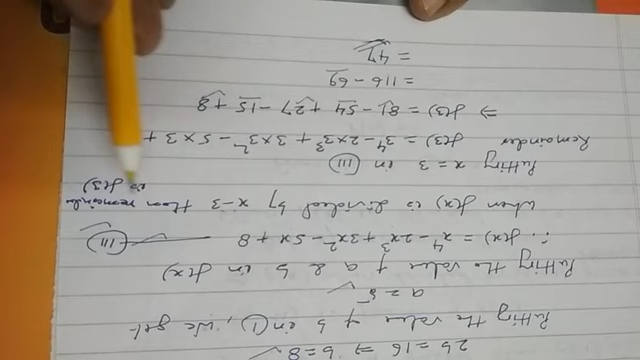 2b = 16 ⇒ b = 8
Putting the value of b in (1), we get
a = 5
Putting the value of a & b in f(x)
∴ f(x) = x⁴ - 2x³ + 3x² - 5x + 8 (iii)
When f(x) is divided by x-3 then remainder
is f(3)
Putting x = 3 in (iii)
Remainder f(3) = 3⁴ - 2×3³ + 3×3² - 5×3 +
⇒ f(3) = 81 - 54 + 27 - 15 + 8
= 116 - 69
= 47